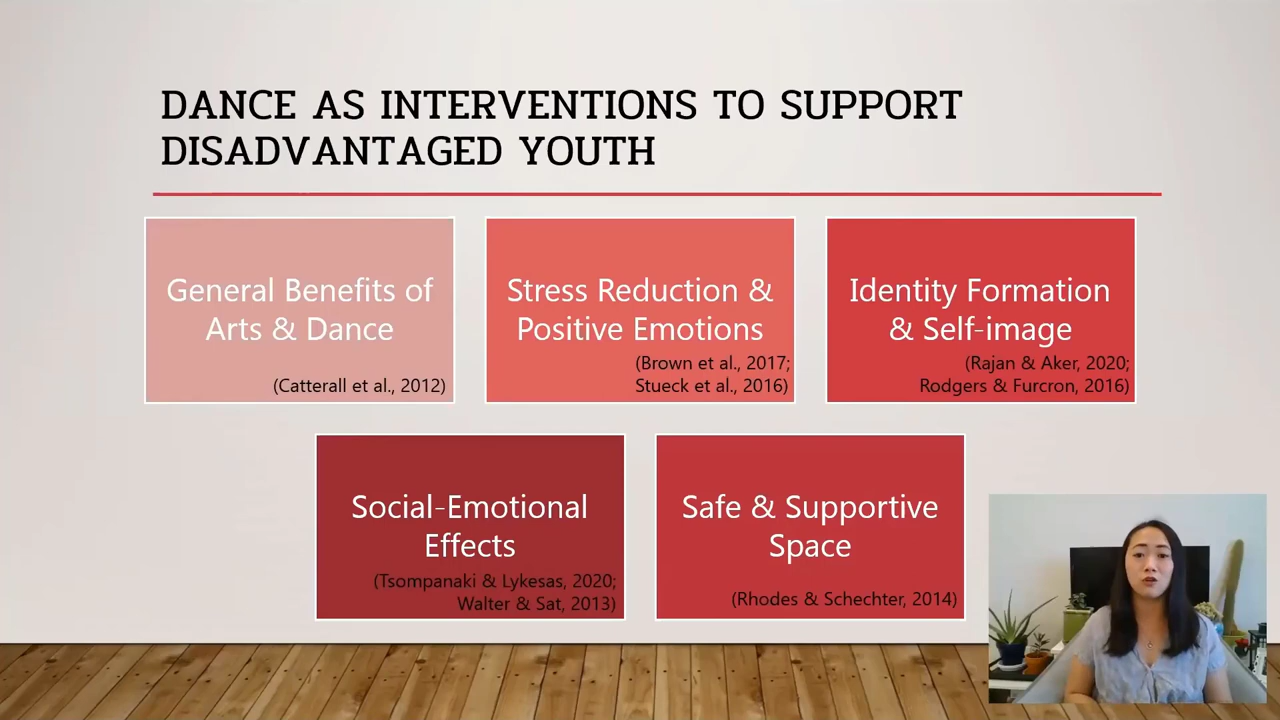 DANCE AS INTERVENTIONS TO SUPPORT
DISADVANTAGED YOUTH
General Benefits of
Arts & Dance
(Catterall et al., 2012)
Stress Reduction &
Positive Emotions
(Brown et al., 2017;
Stueck et al., 2016)
Identity Formation
& Self-image
(Rajan & Aker, 2020;
Rodgers & Furcron, 2016)
Social-Emotional
Effects
(Tsompanaki & Lykesas, 2020;
Walter & Sat, 2013)
Safe & Supportive
Space
(Rhodes & Schechter, 2014)